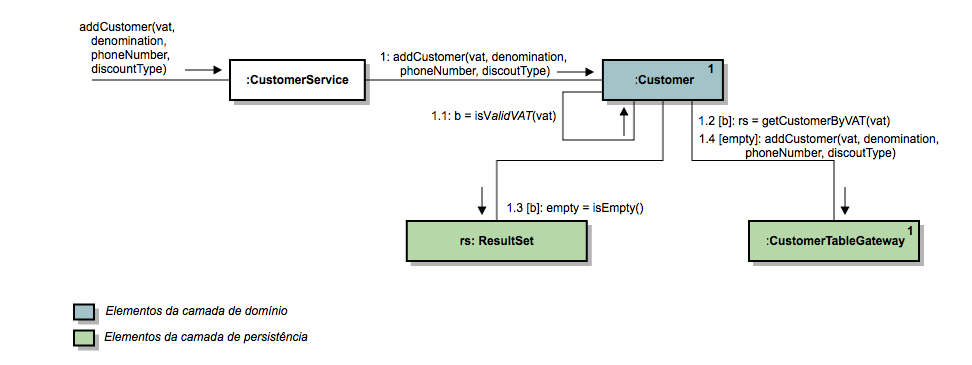 addCustomer(vat,
denomination,
phoneNumber,
discountType)
:CustomerService
1: addCustomer(vat, denomination,
phoneNumber, discoutType)
:Customer
1
1.1: b = isValidVAT(vat)
1.2 [b]: rs = getCustomerByVAT(vat)
1.4 [empty]: addCustomer(vat, denomination,
phoneNumber, discoutType)
1.3 [b]: empty = isEmpty()
rs: ResultSet
:CustomerTableGateway
1
Elementos da camada de domínio
Elementos da camada de persistência